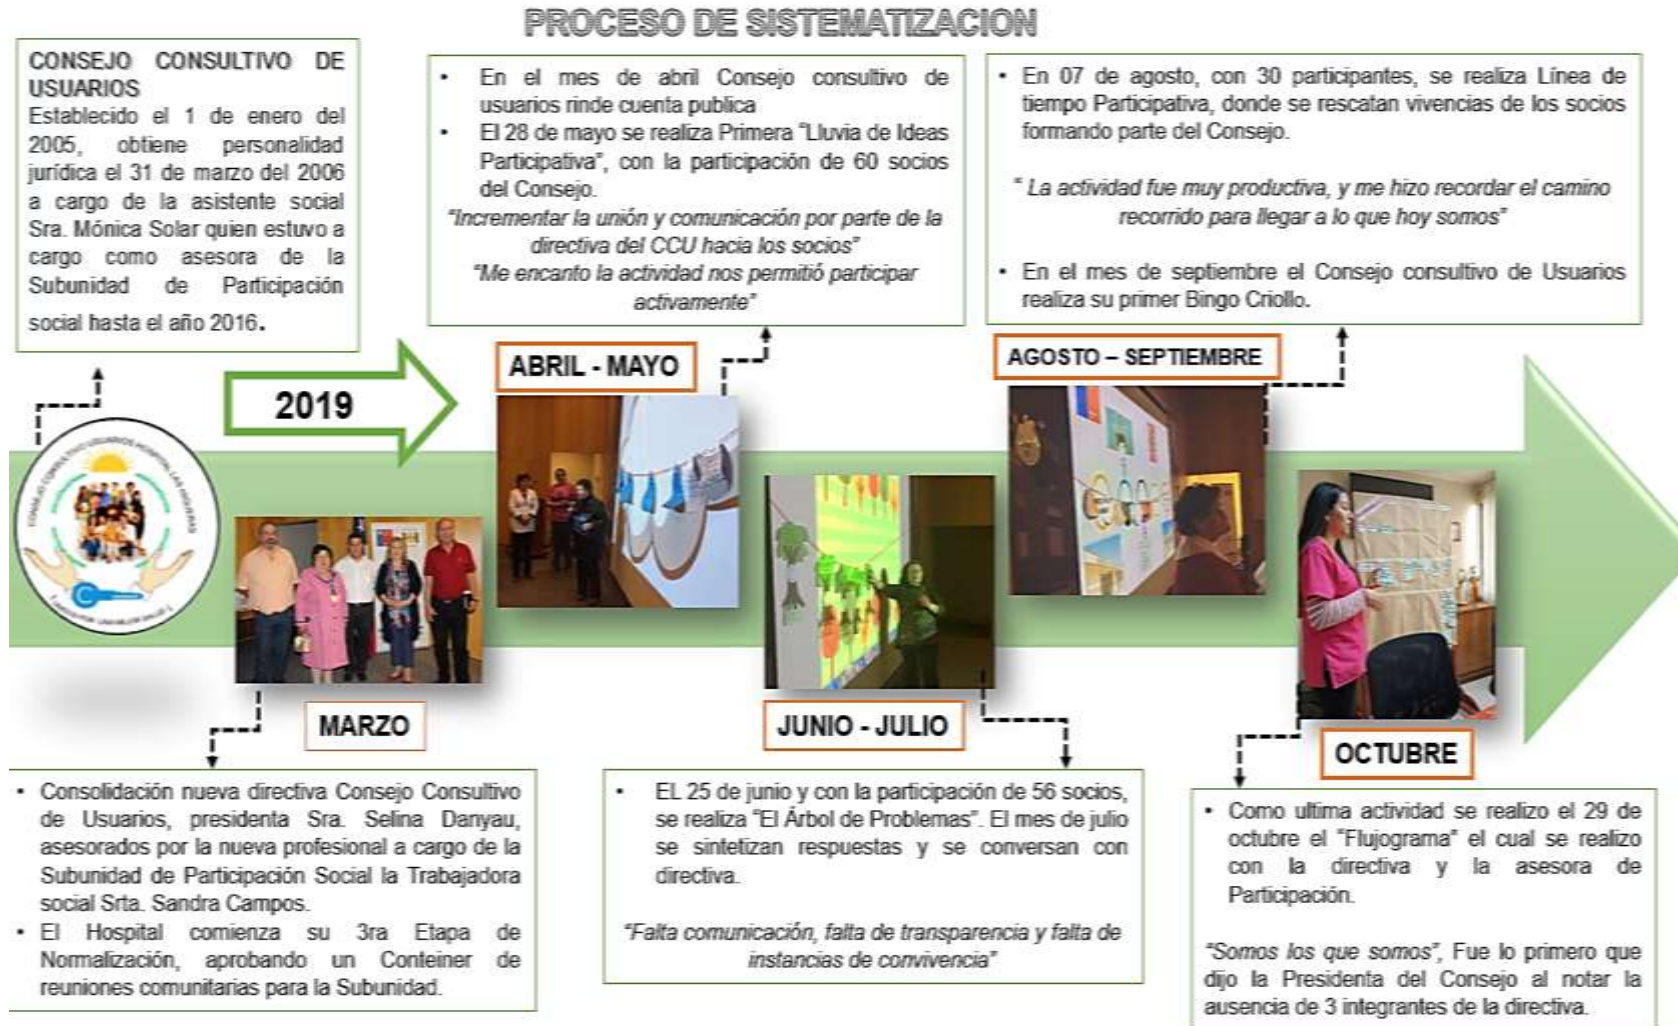 PROCESO DE SISTEMATIZACION
CONSEJO CONSULTIVO DE
USUARIOS
Establecido el 1 de enero del
2005, obtiene personalidad
jurídica el 31 de marzo del 2006
a cargo de la asistente social
Sra. Mónica Solar quien estuvo a
cargo como asesora de la
Subunidad de Participación
social hasta el año 2016.
• En el mes de abril Consejo consultivo de
usuarios rinde cuenta publica
• El 28 de mayo se realiza Primera "Lluvia de Ideas
Participativa", con la participación de 60 socios
del Consejo.
"Incrementar la unión y comunicación por parte de la
directiva del CCU hacia los socios"
"Me encanto la actividad nos permitió participar
activamente"
• En 07 de agosto, con 30 participantes, se realiza Línea de
tiempo Participativa, donde se rescatan vivencias de los socios
formando parte del Consejo.
" La actividad fue muy productiva, y me hizo recordar el camino
recorrido para llegar a lo que hoy somos"
• En el mes de septiembre el Consejo consultivo de Usuarios
realiza su primer Bingo Criollo.
2019
ABRIL - MAYO
AGOSTO – SEPTIEMBRE
CONSEJO CONSULTIVO USUARIOS HOSPITAL LAS HIGUERAS
MARZO
JUNIO - JULIO
OCTUBRE
• Consolidación nueva directiva Consejo Consultivo
de Usuarios, presidenta Sra. Selina Danyau,
asesorados por la nueva profesional a cargo de la
Subunidad de Participación Social la Trabajadora
social Srta. Sandra Campos.
• El Hospital comienza su 3ra Etapa de
Normalización, aprobando un Conteiner de
reuniones comunitarias para la Subunidad.
• EL 25 de junio y con la participación de 56 socios,
se realiza "El Árbol de Problemas". El mes de julio
se sintetizan respuestas y se conversan con
directiva.
"Falta comunicación, falta de transparencia y falta de
instancias de convivencia"
• Como ultima actividad se realizo el 29 de
octubre el "Flujograma" el cual se realizo
con la directiva y la asesora de
Participación.
"Somos los que somos", Fue lo primero que
dijo la Presidenta del Consejo al notar la
ausencia de 3 integrantes de la directiva.